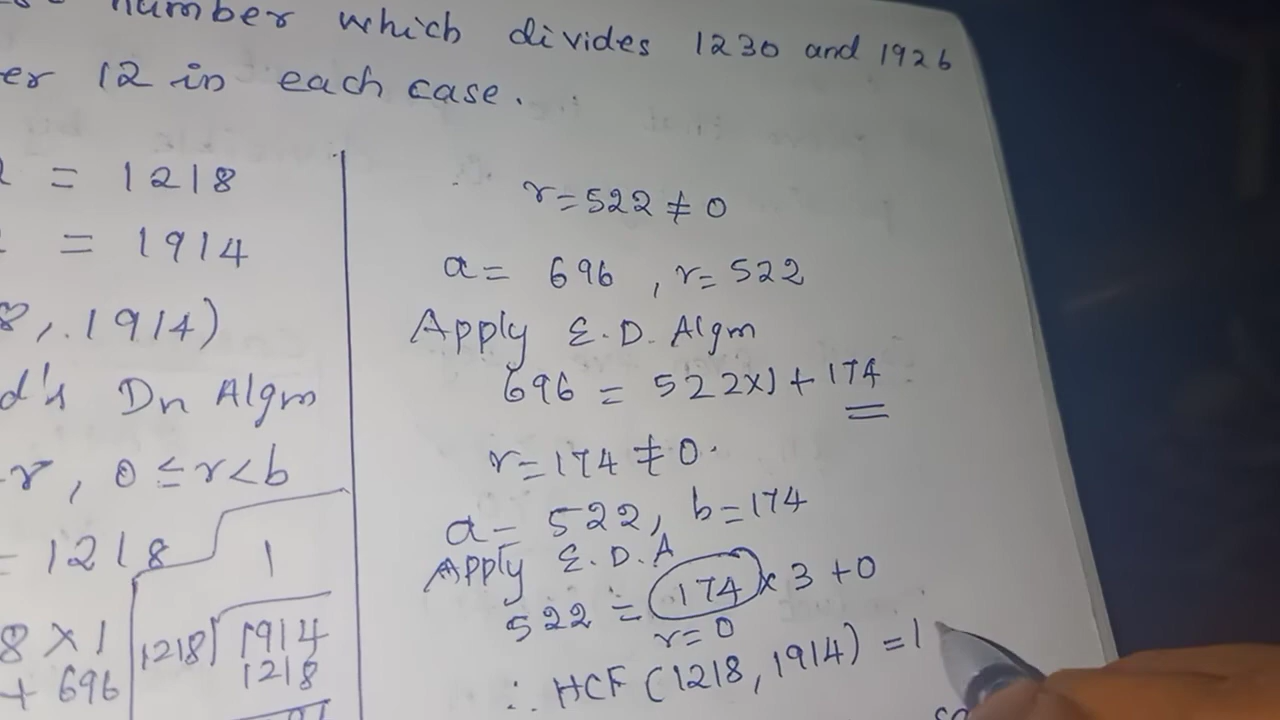 number which divides 1230 and 1926
er 12 in each case.
= 1218
= 1914
8, 1914)
d's Dn Algm
r, 0 ≤ r < b
= 1218
8 × 1
+ 696
1
1218) 1914
1218
r = 522 ≠ 0
a = 696 , r = 522
Apply E.D. Algm
696 = 522×1 + 174
r = 174 ≠ 0.
a = 522, b = 174
Apply E.D.A
522 = 174 × 3 + 0
r = 0
∴ HCF (1218, 1914) = 1